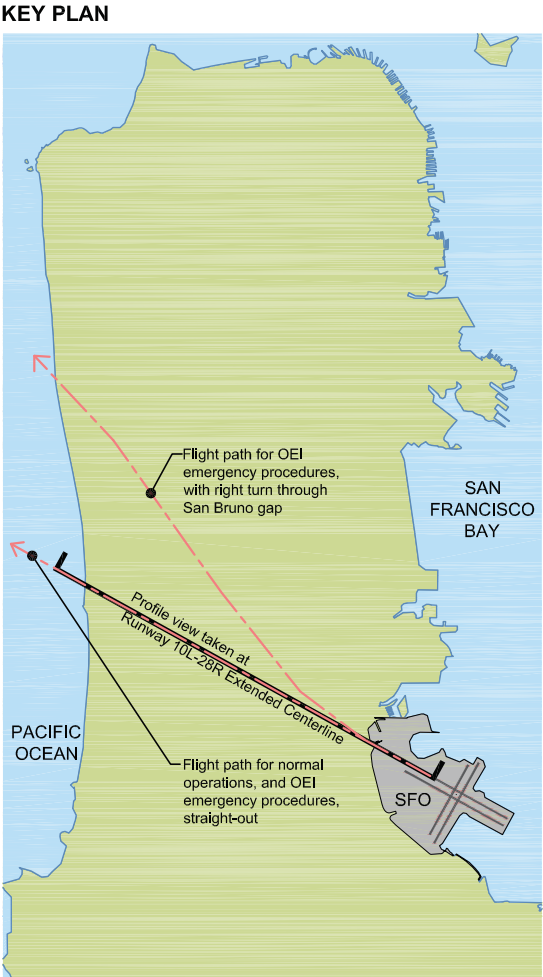 KEY PLAN
Flight path for OEI
emergency procedures,
with right turn through
San Bruno gap
SAN
FRANCISCO
BAY
Profile view taken at
Runway 10L-28R Extended Centerline
PACIFIC
OCEAN
Flight path for normal
operations, and OEI
emergency procedures,
straight-out
SFO